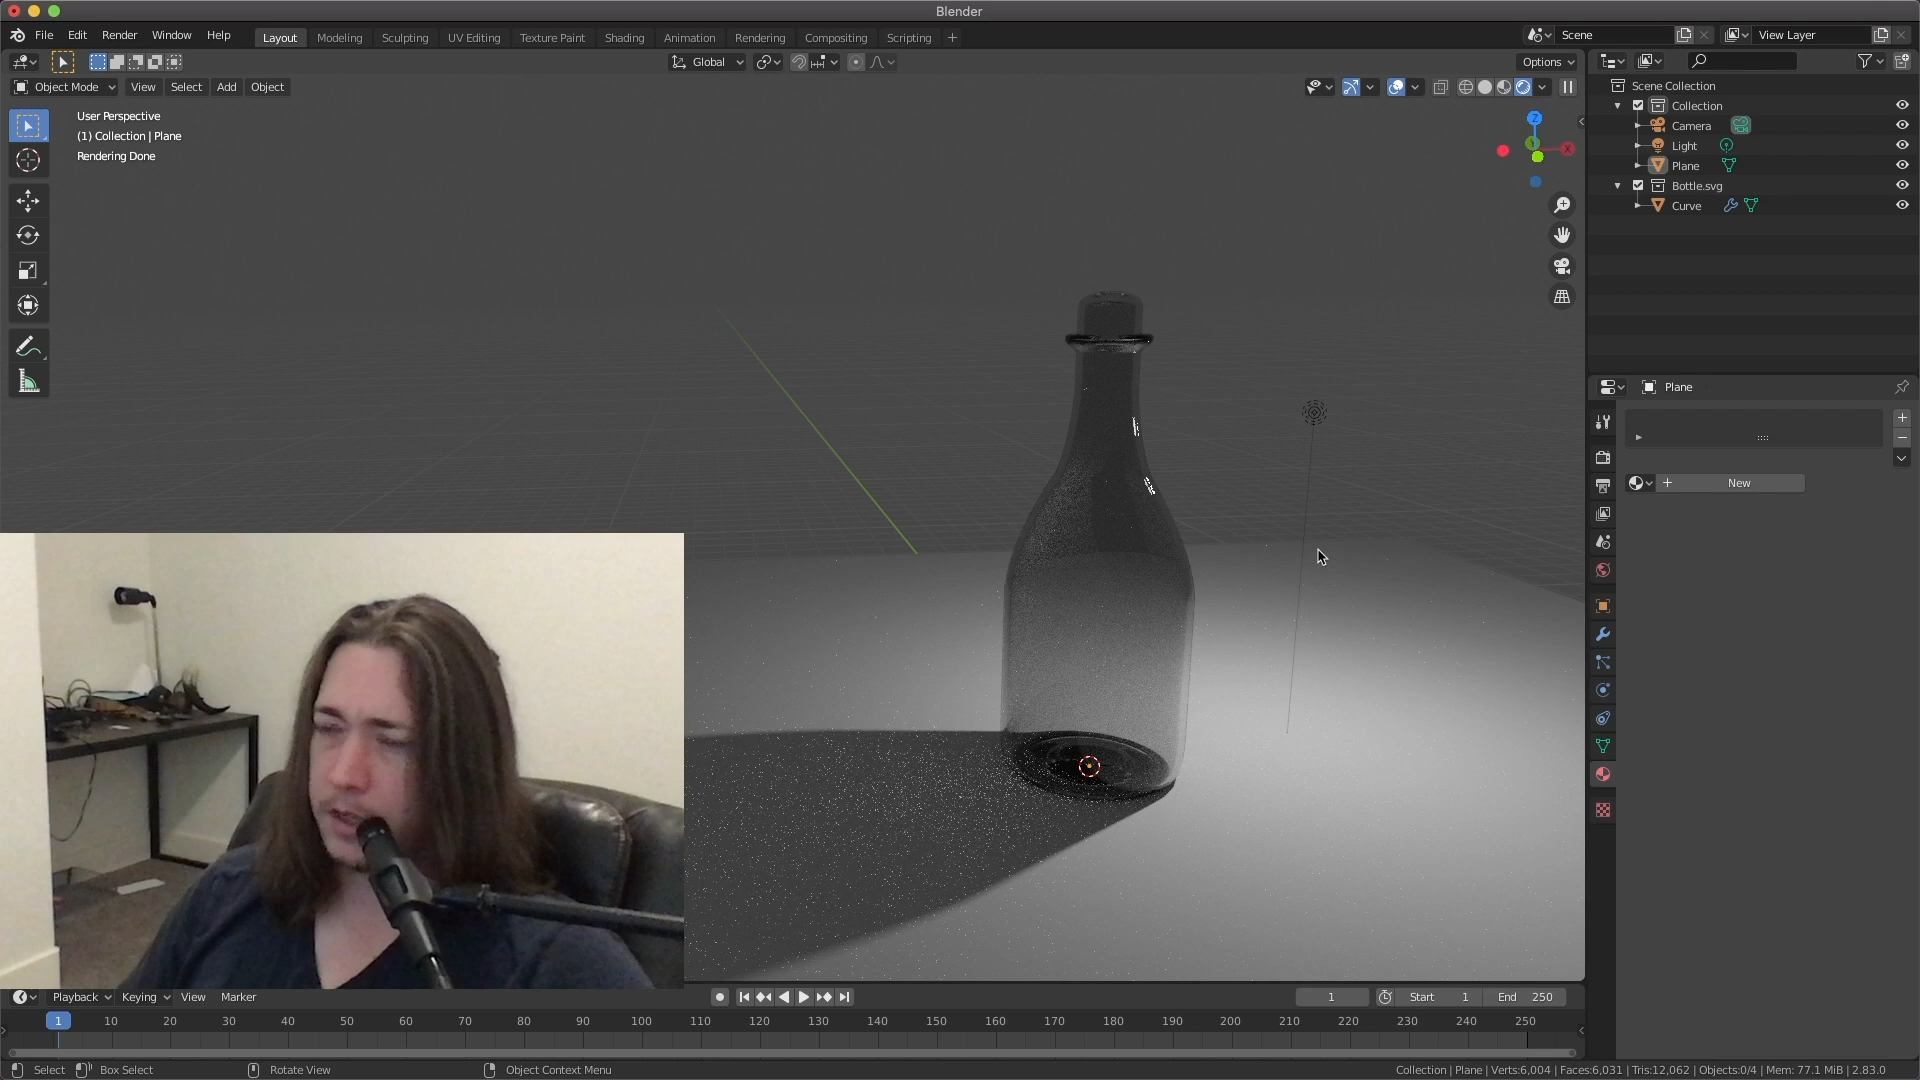 Blender
File Edit Render Window Help Layout Modeling Sculpting UV Editing Texture Paint Shading Animation Rendering Compositing Scripting + Scene View Layer
Global Options
Object Mode View Select Add Object
User Perspective
(1) Collection | Plane
Rendering Done
Z
X
Scene Collection
Collection
Camera
Light
Plane
Bottle.svg
Curve
Plane
New
Playback Keying View Marker 1 Start 1 End 250
1 10 20 30 40 50 60 70 80 90 100 110 120 130 140 150 160 170 180 190 200 210 220 230 240 250
Select Box Select Rotate View Object Context Menu Collection | Plane | Verts:6,004 | Faces:6,031 | Tris:12,062 | Objects:0/4 | Mem: 77.1 MiB | 2.83.0